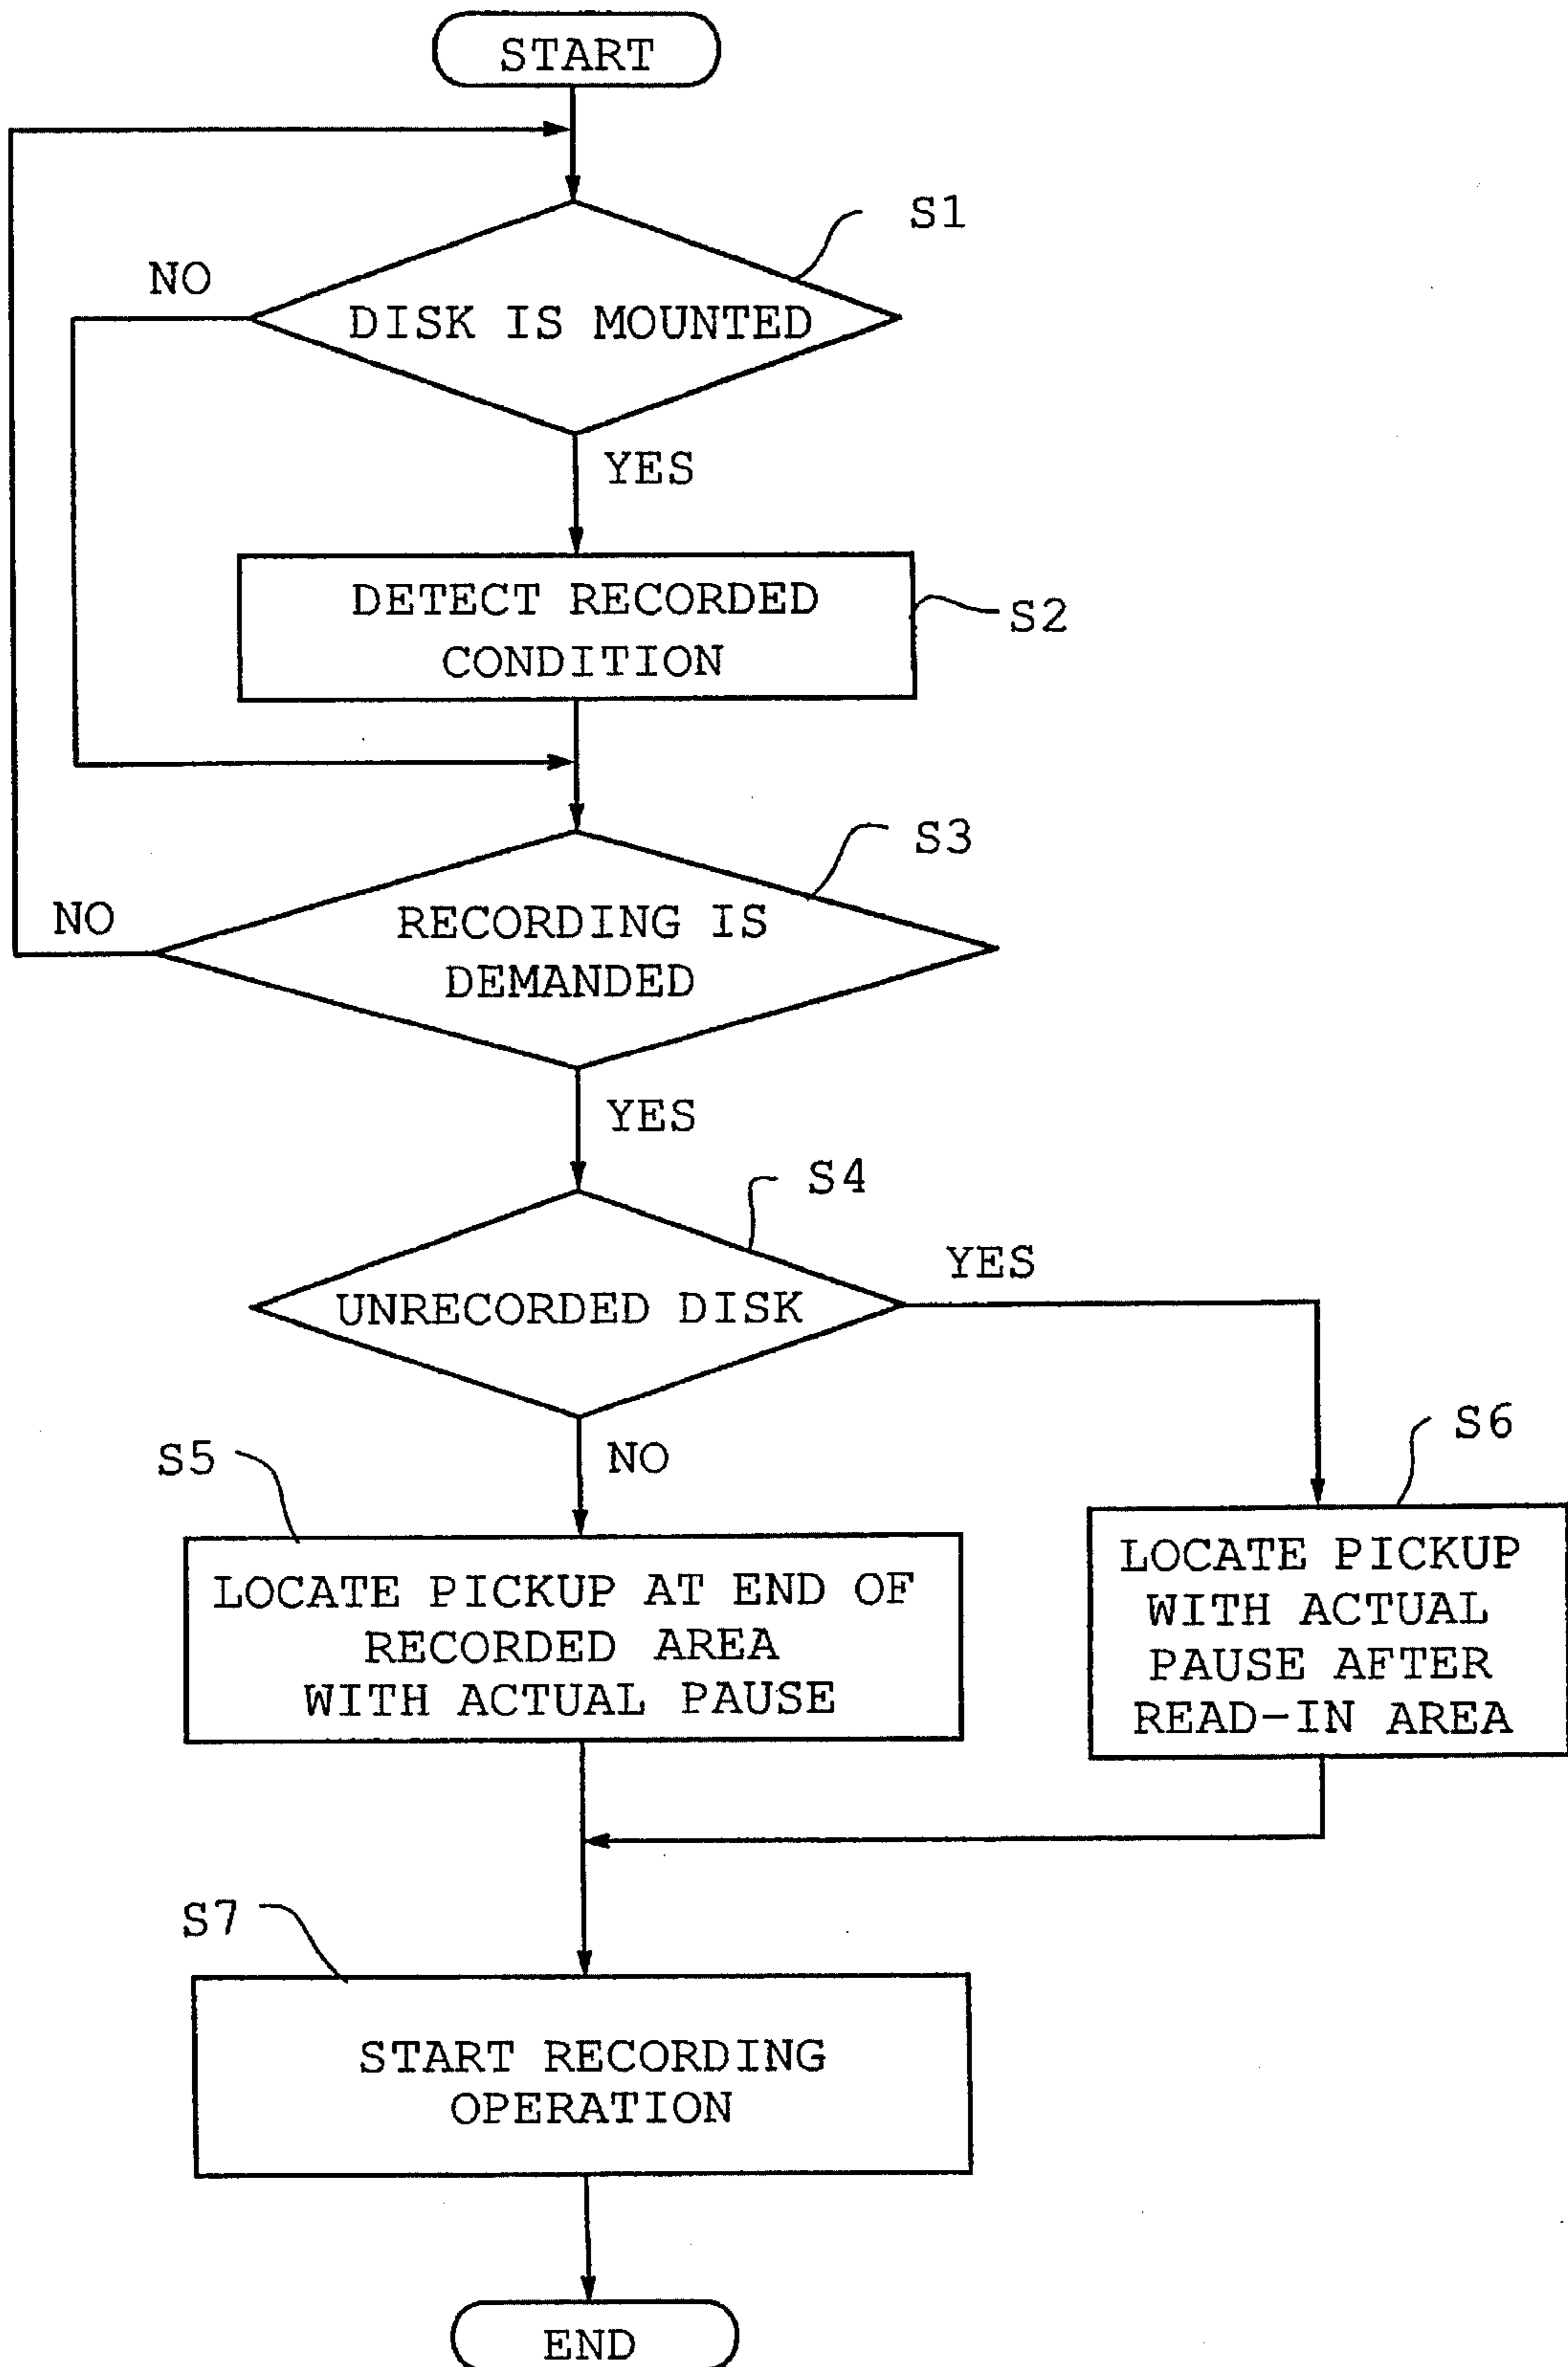 START
S1
NO
DISK IS MOUNTED
YES
DETECT RECORDED
CONDITION
S2
S3
NO
RECORDING IS
DEMANDED
YES
S4
YES
UNRECORDED DISK
S6
S5
NO
LOCATE PICKUP AT END OF
RECORDED AREA
WITH ACTUAL PAUSE
LOCATE PICKUP
WITH ACTUAL
PAUSE AFTER
READ-IN AREA
S7
START RECORDING
OPERATION
END